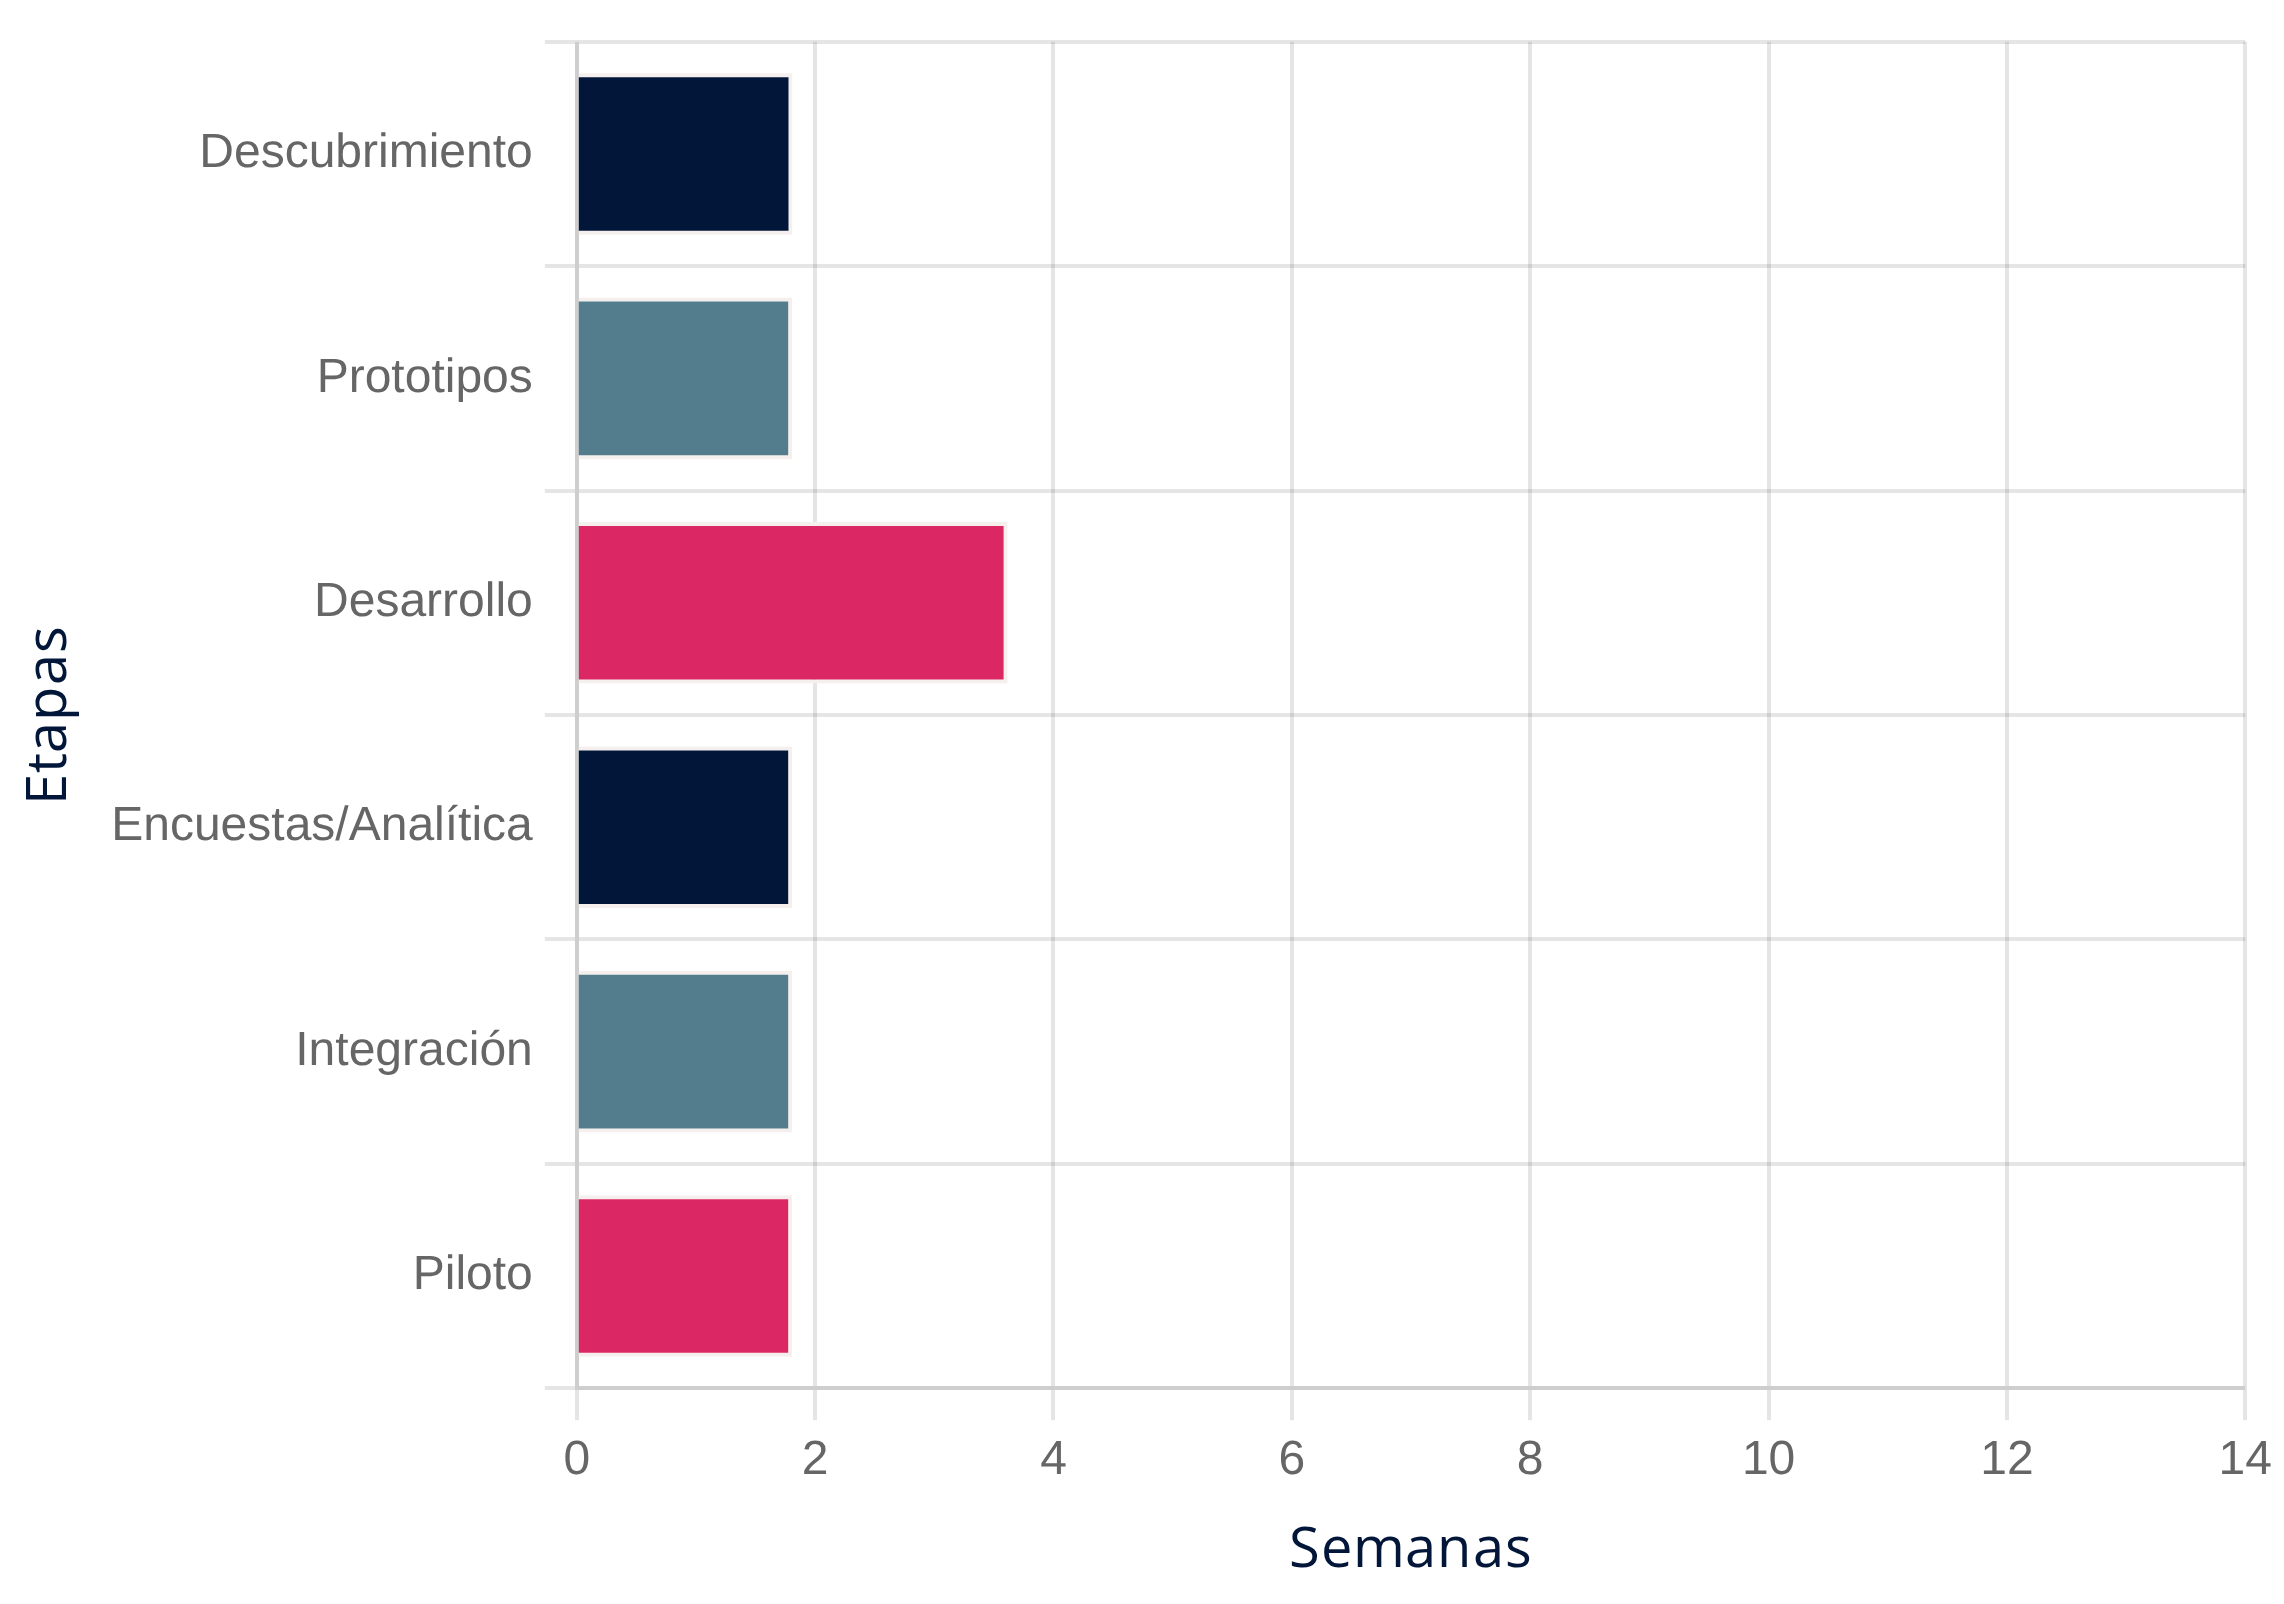 Etapas
Descubrimiento
Prototipos
Desarrollo
Encuestas/Analítica
Integración
Piloto
0 2 4 6 8 10 12 14
Semanas